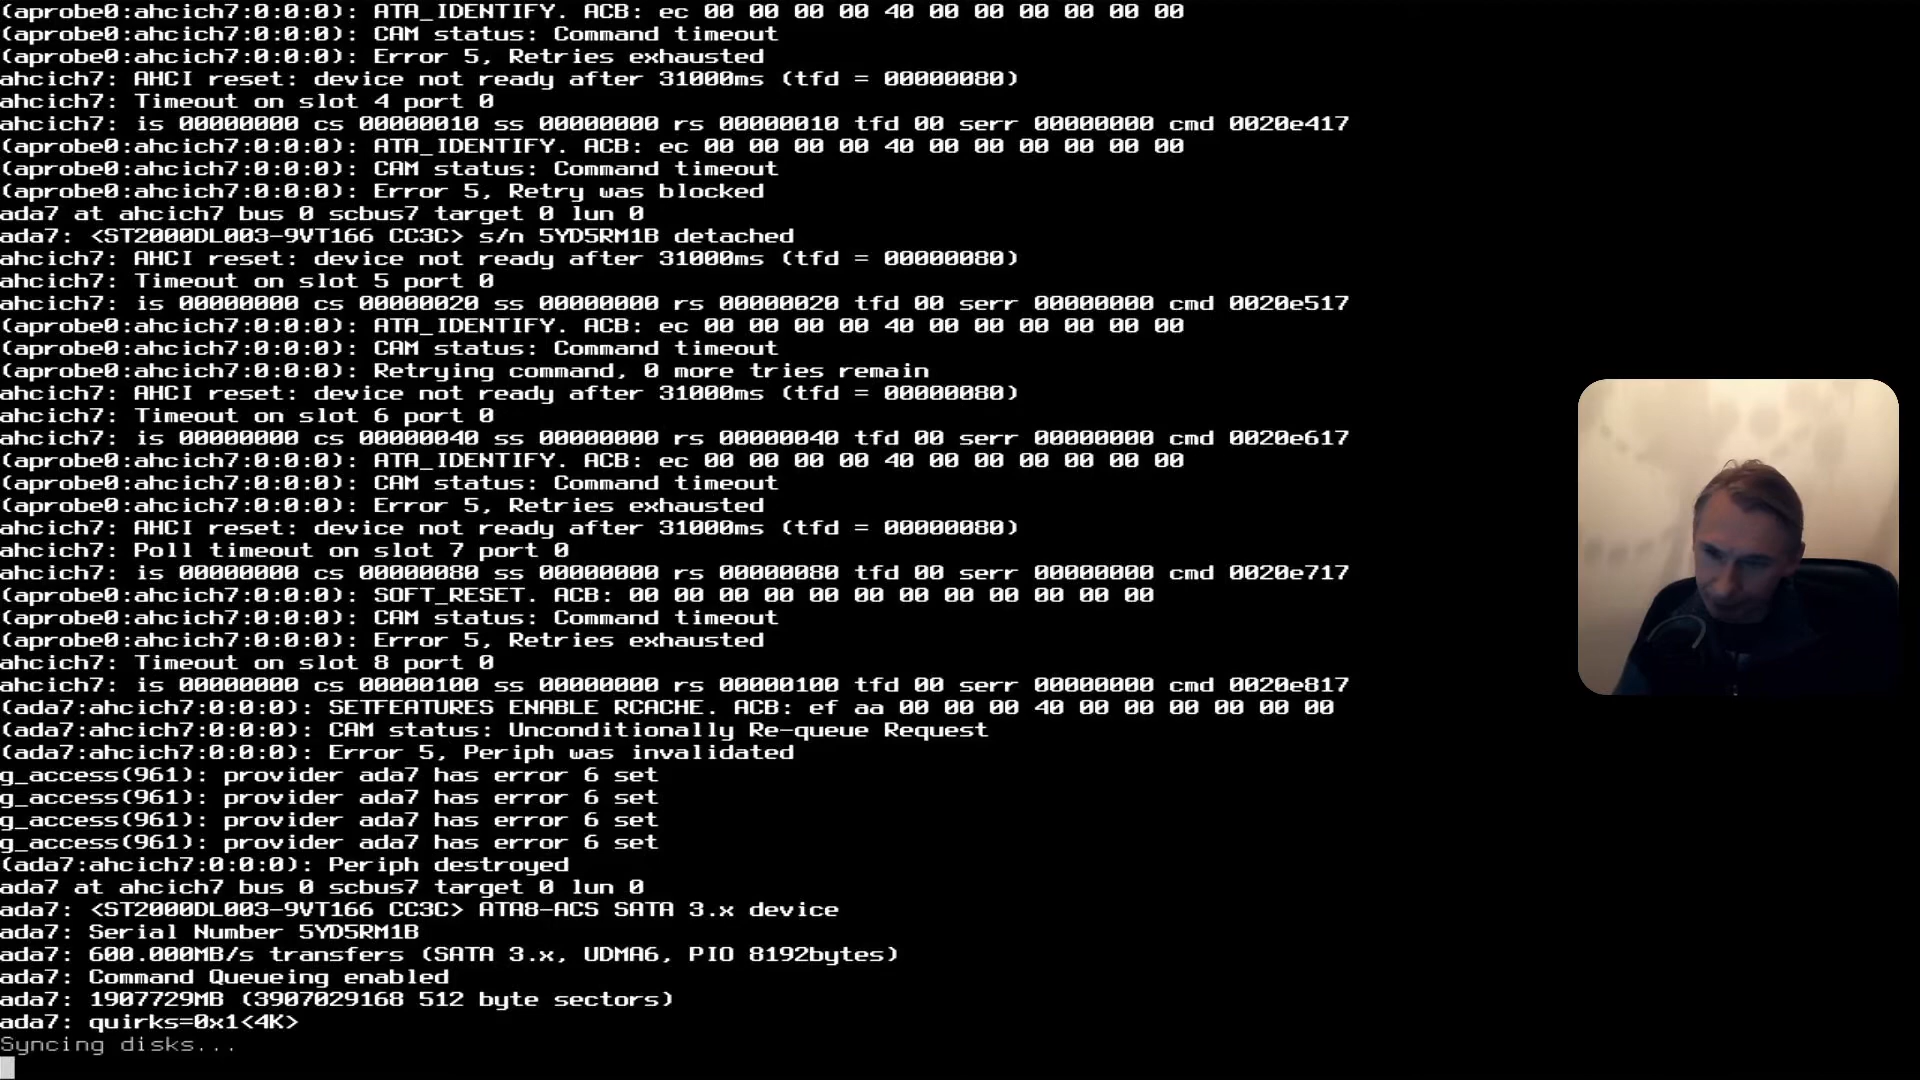 (aprobe0:ahcich7:0:0:0): ATA_IDENTIFY. ACB: ec 00 00 00 00 40 00 00 00 00 00 00
(aprobe0:ahcich7:0:0:0): CAM status: Command timeout
(aprobe0:ahcich7:0:0:0): Error 5, Retries exhausted
ahcich7: AHCI reset: device not ready after 31000ms (tfd = 00000080)
ahcich7: Timeout on slot 4 port 0
ahcich7: is 00000000 cs 00000010 ss 00000000 rs 00000010 tfd 00 serr 00000000 cmd 0020e417
(aprobe0:ahcich7:0:0:0): ATA_IDENTIFY. ACB: ec 00 00 00 00 40 00 00 00 00 00 00
(aprobe0:ahcich7:0:0:0): CAM status: Command timeout
(aprobe0:ahcich7:0:0:0): Error 5, Retry was blocked
ada7 at ahcich7 bus 0 scbus7 target 0 lun 0
ada7: <ST2000DL003-9VT166 CC3C> s/n 5YD5RM1B detached
ahcich7: AHCI reset: device not ready after 31000ms (tfd = 00000080)
ahcich7: Timeout on slot 5 port 0
ahcich7: is 00000000 cs 00000020 ss 00000000 rs 00000020 tfd 00 serr 00000000 cmd 0020e517
(aprobe0:ahcich7:0:0:0): ATA_IDENTIFY. ACB: ec 00 00 00 00 40 00 00 00 00 00 00
(aprobe0:ahcich7:0:0:0): CAM status: Command timeout
(aprobe0:ahcich7:0:0:0): Retrying command, 0 more tries remain
ahcich7: AHCI reset: device not ready after 31000ms (tfd = 00000080)
ahcich7: Timeout on slot 6 port 0
ahcich7: is 00000000 cs 00000040 ss 00000000 rs 00000040 tfd 00 serr 00000000 cmd 0020e617
(aprobe0:ahcich7:0:0:0): ATA_IDENTIFY. ACB: ec 00 00 00 00 40 00 00 00 00 00 00
(aprobe0:ahcich7:0:0:0): CAM status: Command timeout
(aprobe0:ahcich7:0:0:0): Error 5, Retries exhausted
ahcich7: AHCI reset: device not ready after 31000ms (tfd = 00000080)
ahcich7: Poll timeout on slot 7 port 0
ahcich7: is 00000000 cs 00000080 ss 00000000 rs 00000080 tfd 00 serr 00000000 cmd 0020e717
(aprobe0:ahcich7:0:0:0): SOFT_RESET. ACB: 00 00 00 00 00 00 00 00 00 00 00 00
(aprobe0:ahcich7:0:0:0): CAM status: Command timeout
(aprobe0:ahcich7:0:0:0): Error 5, Retries exhausted
ahcich7: Timeout on slot 8 port 0
ahcich7: is 00000000 cs 00000100 ss 00000000 rs 00000100 tfd 00 serr 00000000 cmd 0020e817
(ada7:ahcich7:0:0:0): SETFEATURES ENABLE RCACHE. ACB: ef aa 00 00 00 40 00 00 00 00 00 00
(ada7:ahcich7:0:0:0): CAM status: Unconditionally Re-queue Request
(ada7:ahcich7:0:0:0): Error 5, Periph was invalidated
g_access(961): provider ada7 has error 6 set
g_access(961): provider ada7 has error 6 set
g_access(961): provider ada7 has error 6 set
g_access(961): provider ada7 has error 6 set
(ada7:ahcich7:0:0:0): Periph destroyed
ada7 at ahcich7 bus 0 scbus7 target 0 lun 0
ada7: <ST2000DL003-9VT166 CC3C> ATA8-ACS SATA 3.x device
ada7: Serial Number 5YD5RM1B
ada7: 600.000MB/s transfers (SATA 3.x, UDMA6, PIO 8192bytes)
ada7: Command Queueing enabled
ada7: 1907729MB (3907029168 512 byte sectors)
ada7: quirks=0x1<4K>
Syncing disks...